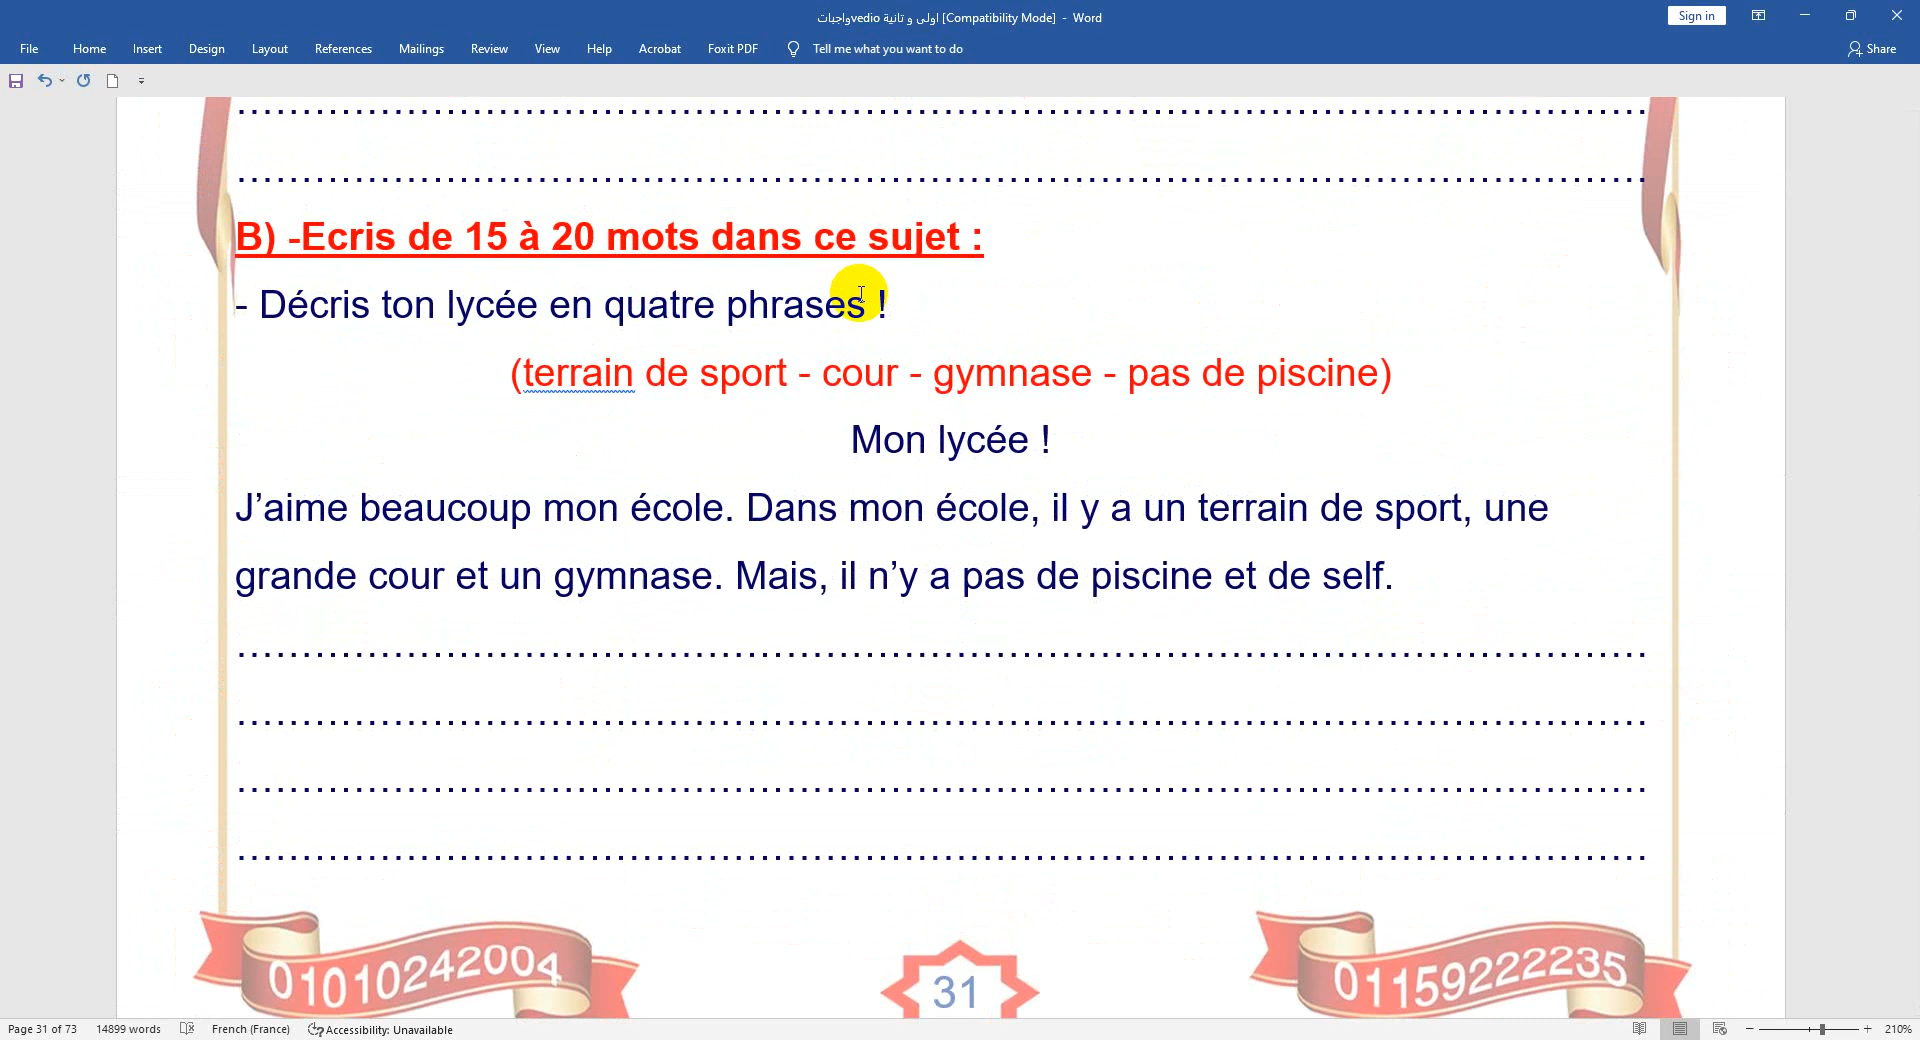 واجباتvedio اولى و تانية [Compatibility Mode] - Word
Sign in
File Home Insert Design Layout References Mailings Review View Help Acrobat Foxit PDF Tell me what you want to do Share
................................................................................
................................................................................
B) -Ecris de 15 à 20 mots dans ce sujet :
- Décris ton lycée en quatre phrases !
(terrain de sport - cour - gymnase - pas de piscine)
Mon lycée !
J’aime beaucoup mon école. Dans mon école, il y a un terrain de sport, une
grande cour et un gymnase. Mais, il n’y a pas de piscine et de self.
................................................................................
................................................................................
................................................................................
................................................................................
01010242004 31 01159222235
Page 31 of 73 14899 words French (France) Accessibility: Unavailable 210%